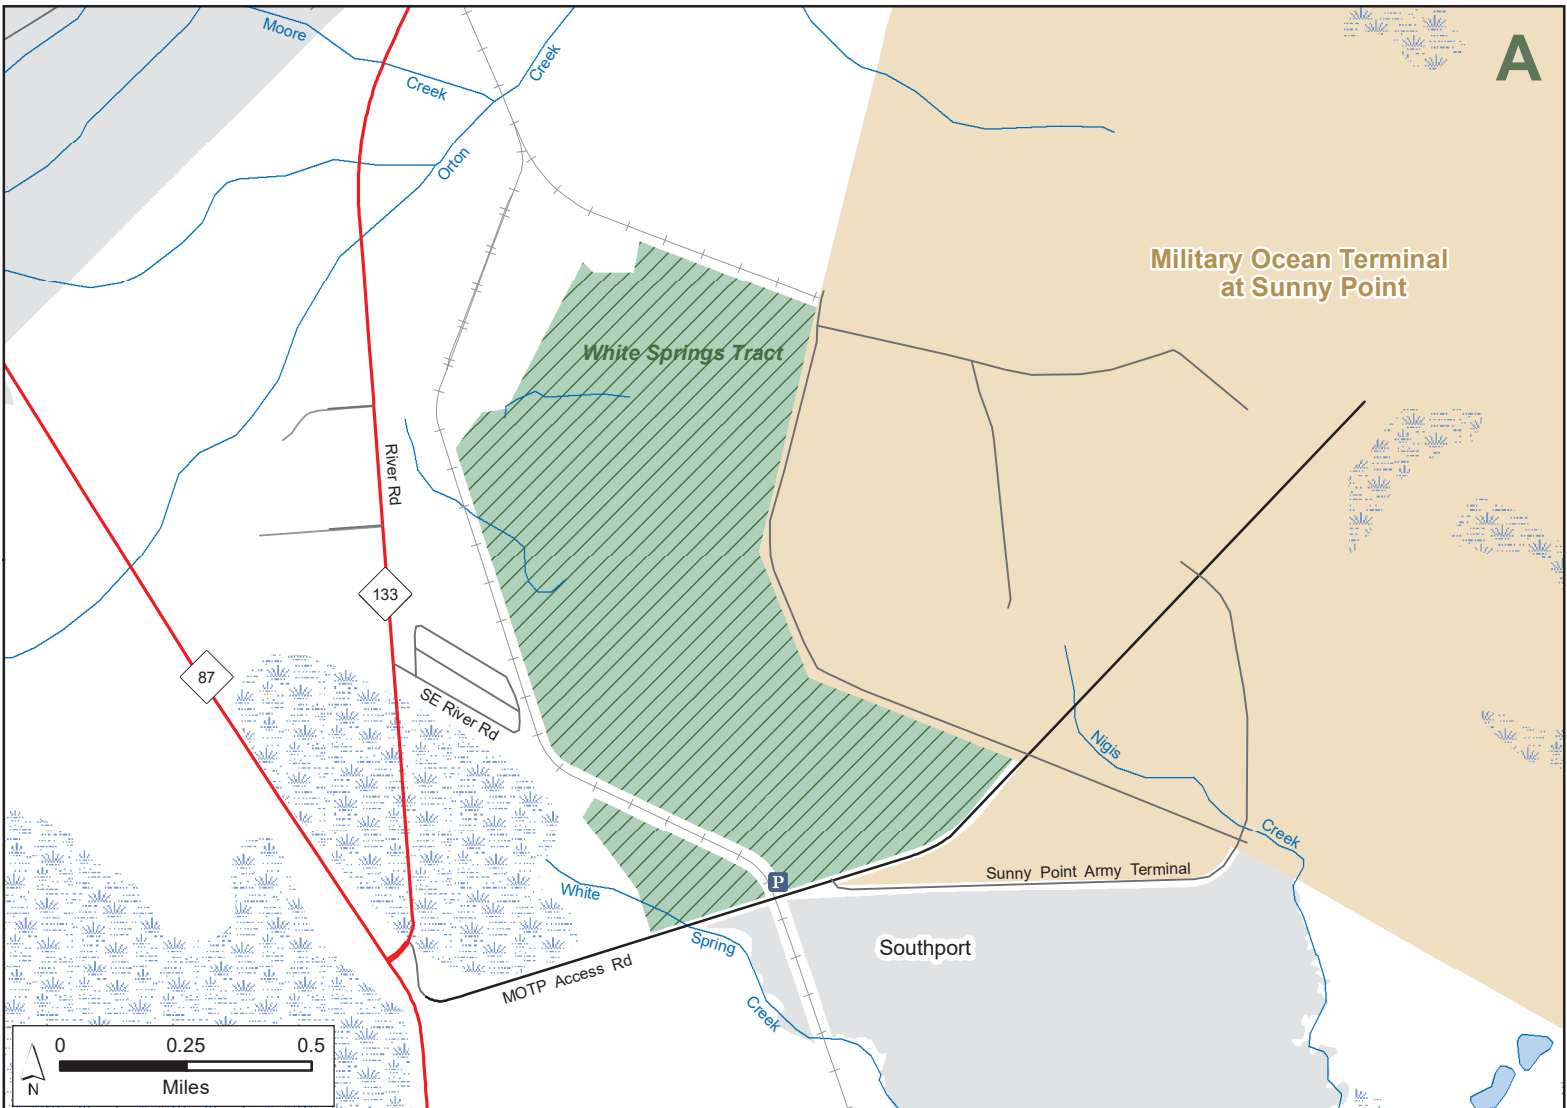 Moore
Creek
Creek
Orton
A
Military Ocean Terminal
at Sunny Point
White Springs Tract
River Rd
133
87
SE River Rd
Nigis
Creek
P
Sunny Point Army Terminal
White
Spring
Creek
Southport
MOTP Access Rd
0 0.25 0.5
Miles
N